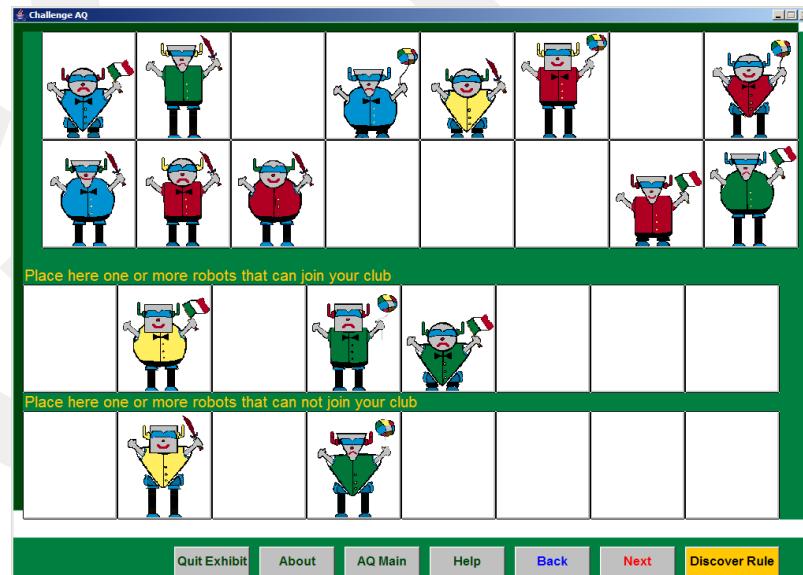 Challenge AQ
Place here one or more robots that can join your club
Place here one or more robots that can not join your club
Quit Exhibit About AQ Main Help Back Next Discover Rule